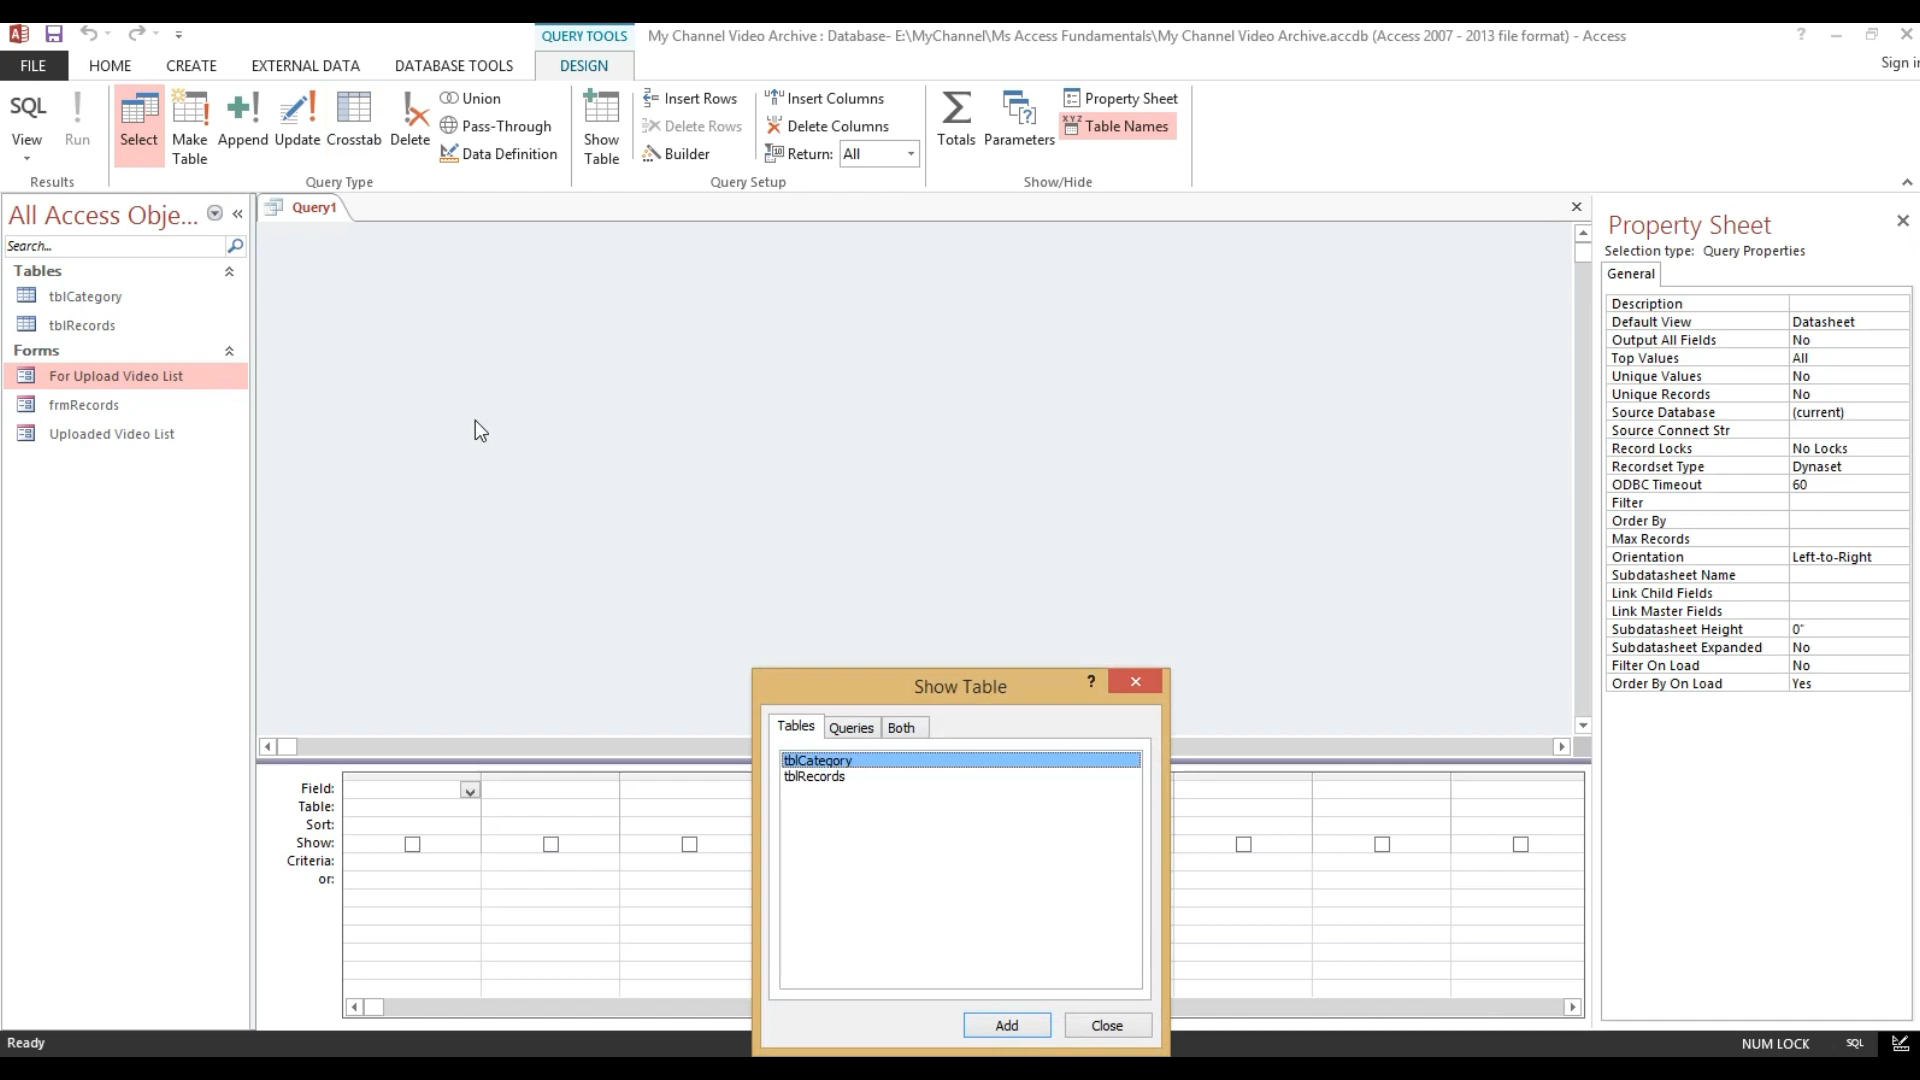 QUERY TOOLS
My Channel Video Archive : Database- E:\MyChannel\Ms Access Fundamentals\My Channel Video Archive.accdb (Access 2007 - 2013 file format) - Access
?
FILE
HOME
CREATE
EXTERNAL DATA
DATABASE TOOLS
DESIGN
Sign in
SQL
View
!
Run
Select
Make
Table
Append
Update
Crosstab
Delete
Union
Pass-Through
Data Definition
Show
Table
Insert Rows
Delete Rows
Builder
Insert Columns
Delete Columns
Return:
All
Totals
Parameters
Property Sheet
Table Names
Results
Query Type
Query Setup
Show/Hide
All Access Obje...
Search...
Tables
tblCategory
tblRecords
Forms
For Upload Video List
frmRecords
Uploaded Video List
Query1
Field:
Table:
Sort:
Show:
Criteria:
or:
Show Table
?
Tables
Queries
Both
tblCategory
tblRecords
Add
Close
Property Sheet
Selection type: Query Properties
General
Description
Default View Datasheet
Output All Fields No
Top Values All
Unique Values No
Unique Records No
Source Database (current)
Source Connect Str
Record Locks No Locks
Recordset Type Dynaset
ODBC Timeout 60
Filter
Order By
Max Records
Orientation Left-to-Right
Subdatasheet Name
Link Child Fields
Link Master Fields
Subdatasheet Height 0"
Subdatasheet Expanded No
Filter On Load No
Order By On Load Yes
Ready
NUM LOCK
SQL